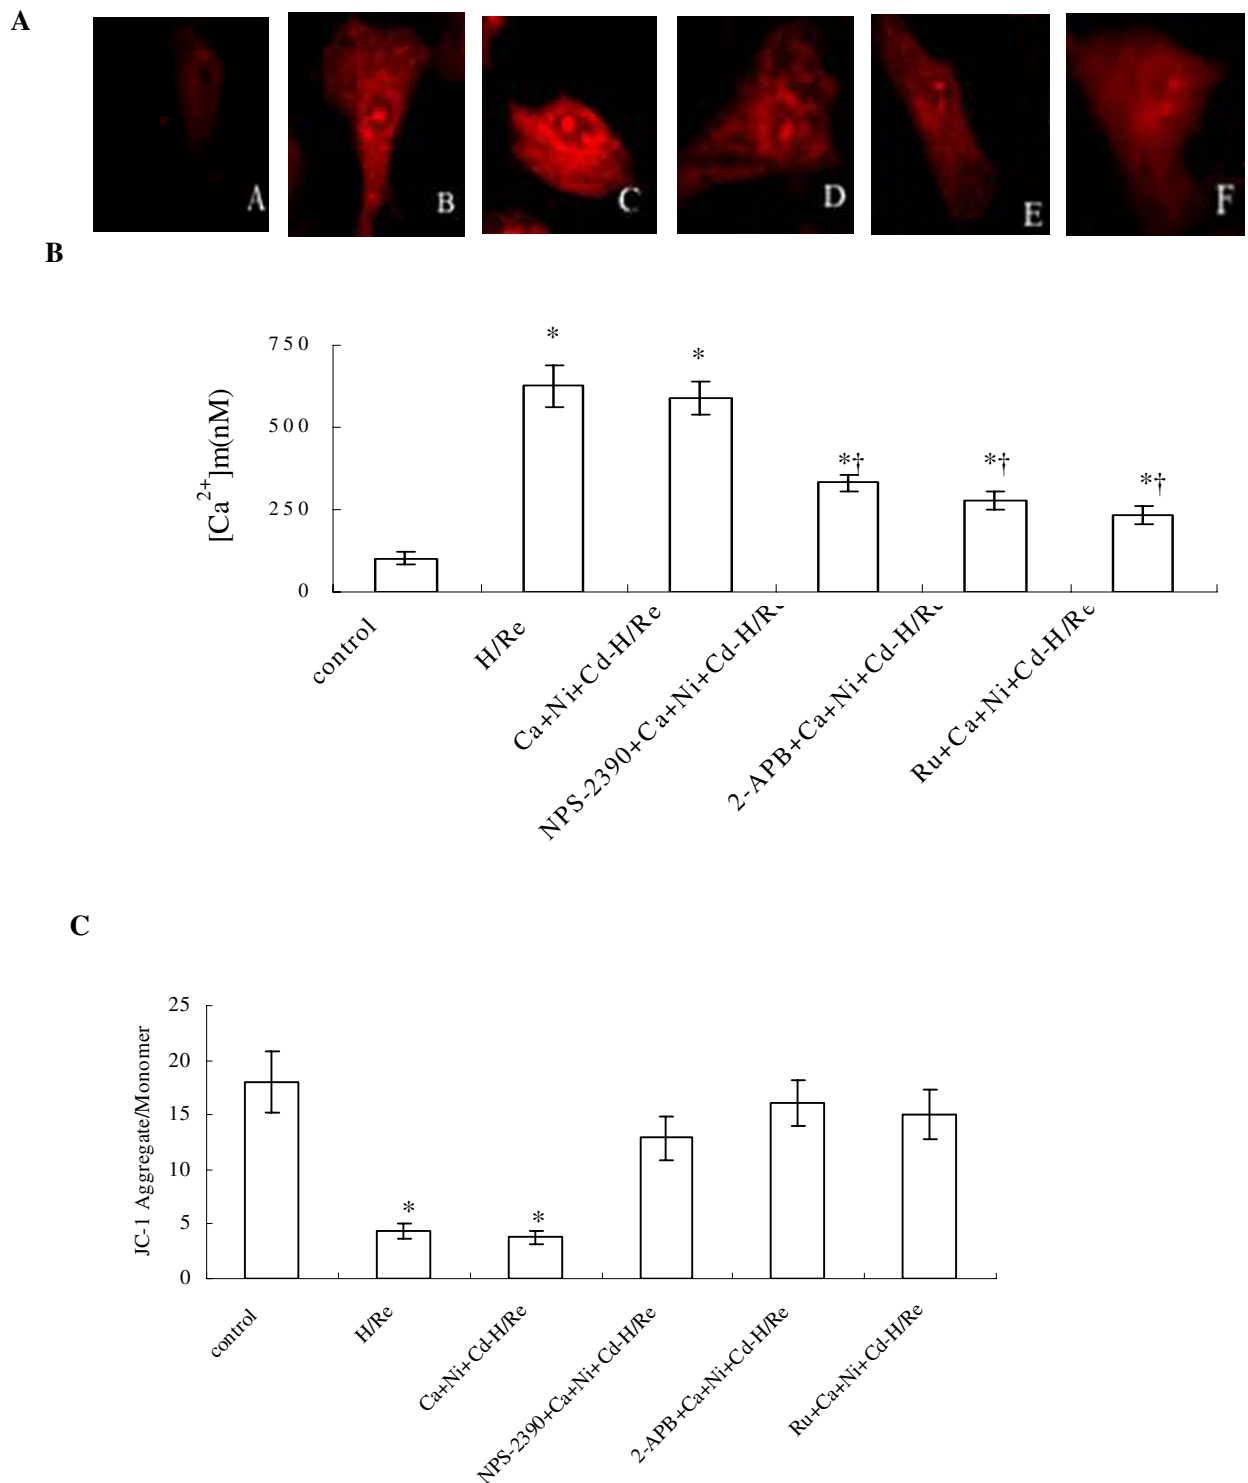 A
A B C D E F
B
[Ca2+]m(nM)
750
500
250
0
*
*
*†
*†
*†
control
H/Re
Ca+Ni+Cd-H/Re
NPS-2390+Ca+Ni+Cd-H/Re
2-APB+Ca+Ni+Cd-H/Re
Ru+Ca+Ni+Cd-H/Re
C
JC-1 Aggregate/Monomer
25
20
15
10
5
0
*
*
control
H/Re
Ca+Ni+Cd-H/Re
NPS-2390+Ca+Ni+Cd-H/Re
2-APB+Ca+Ni+Cd-H/Re
Ru+Ca+Ni+Cd-H/Re